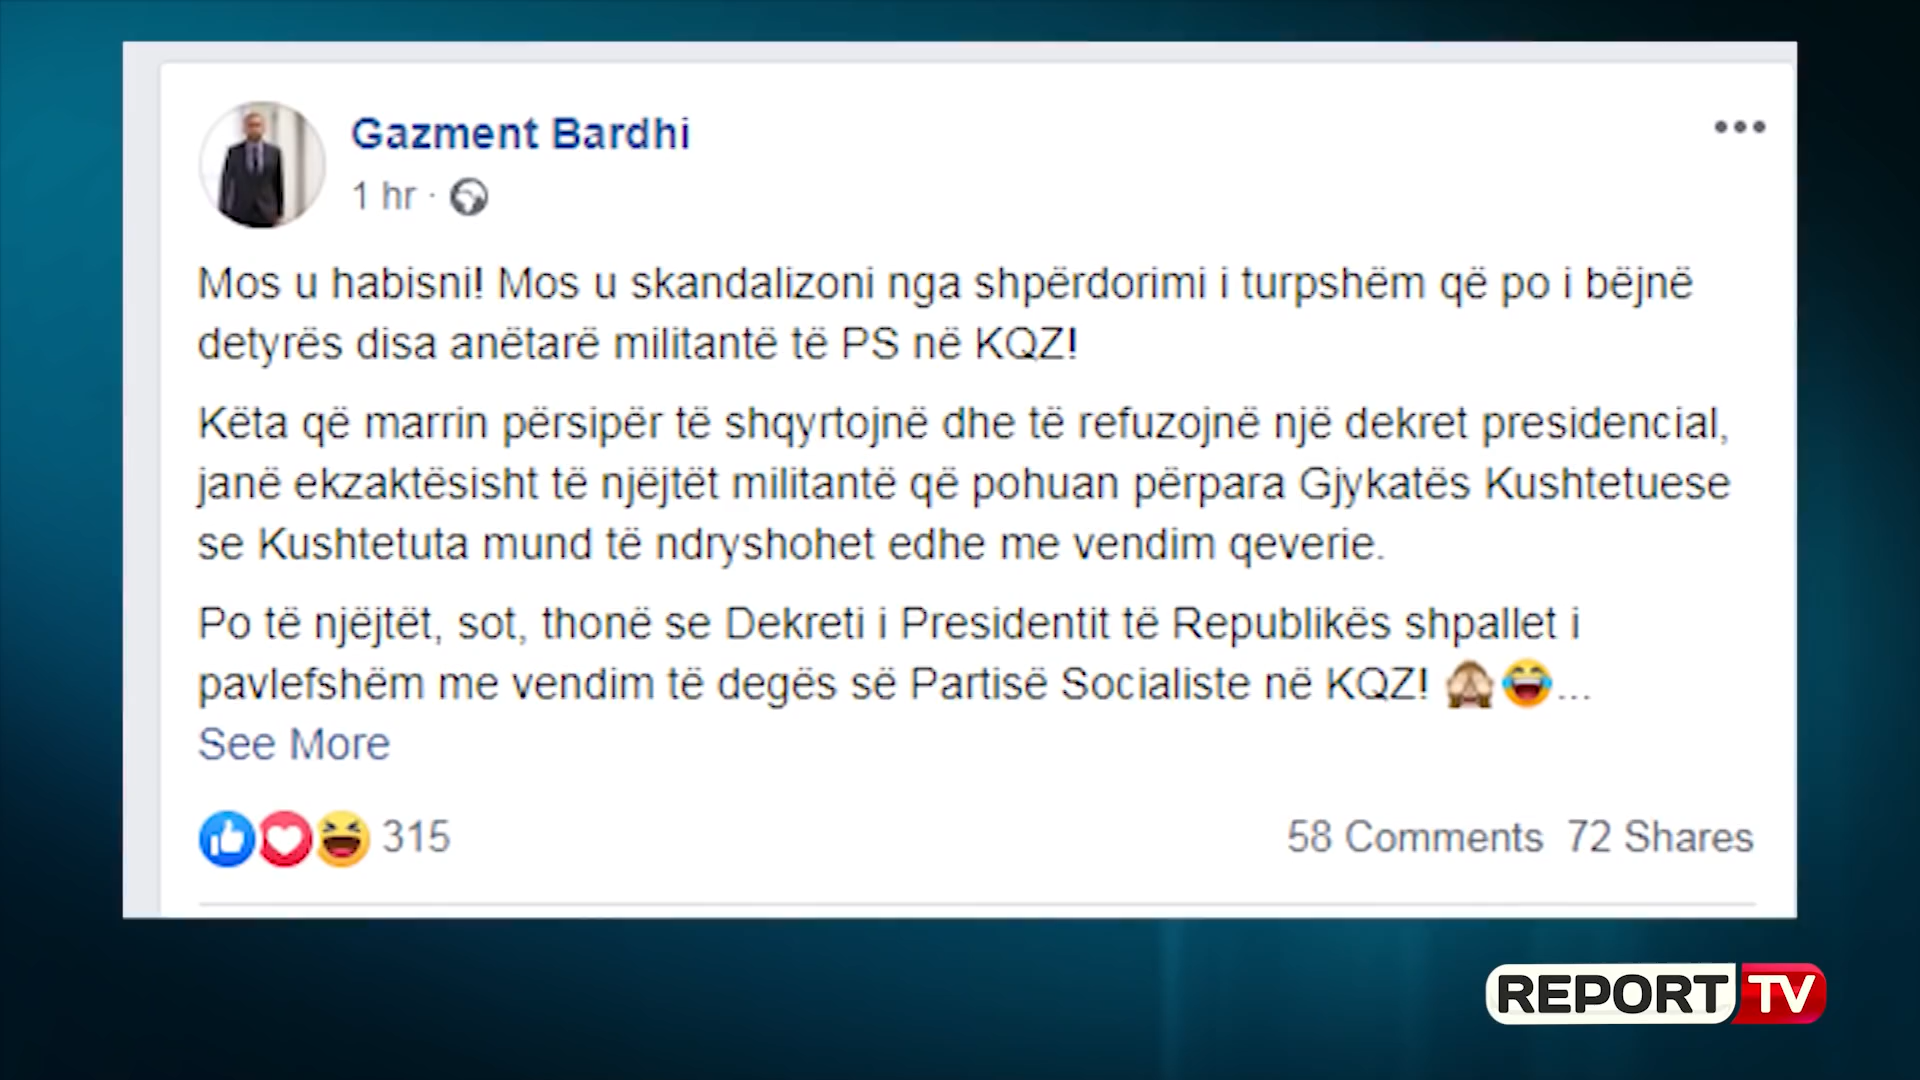 Gazment Bardhi
1 hr ·
Mos u habisni! Mos u skandalizoni nga shpërdorimi i turpshëm që po i bëjnë
detyrës disa anëtarë militantë të PS në KQZ!
Këta që marrin përsipër të shqyrtojnë dhe të refuzojnë një dekret presidencial,
janë ekzaktësisht të njëjtët militantë që pohuan përpara Gjykatës Kushtetuese
se Kushtetuta mund të ndryshohet edhe me vendim qeverie.
Po të njëjtët, sot, thonë se Dekreti i Presidentit të Republikës shpallet i
pavlefshëm me vendim të degës së Partisë Socialiste në KQZ! 🙈😂...
See More
315
58 Comments 72 Shares
REPORT TV